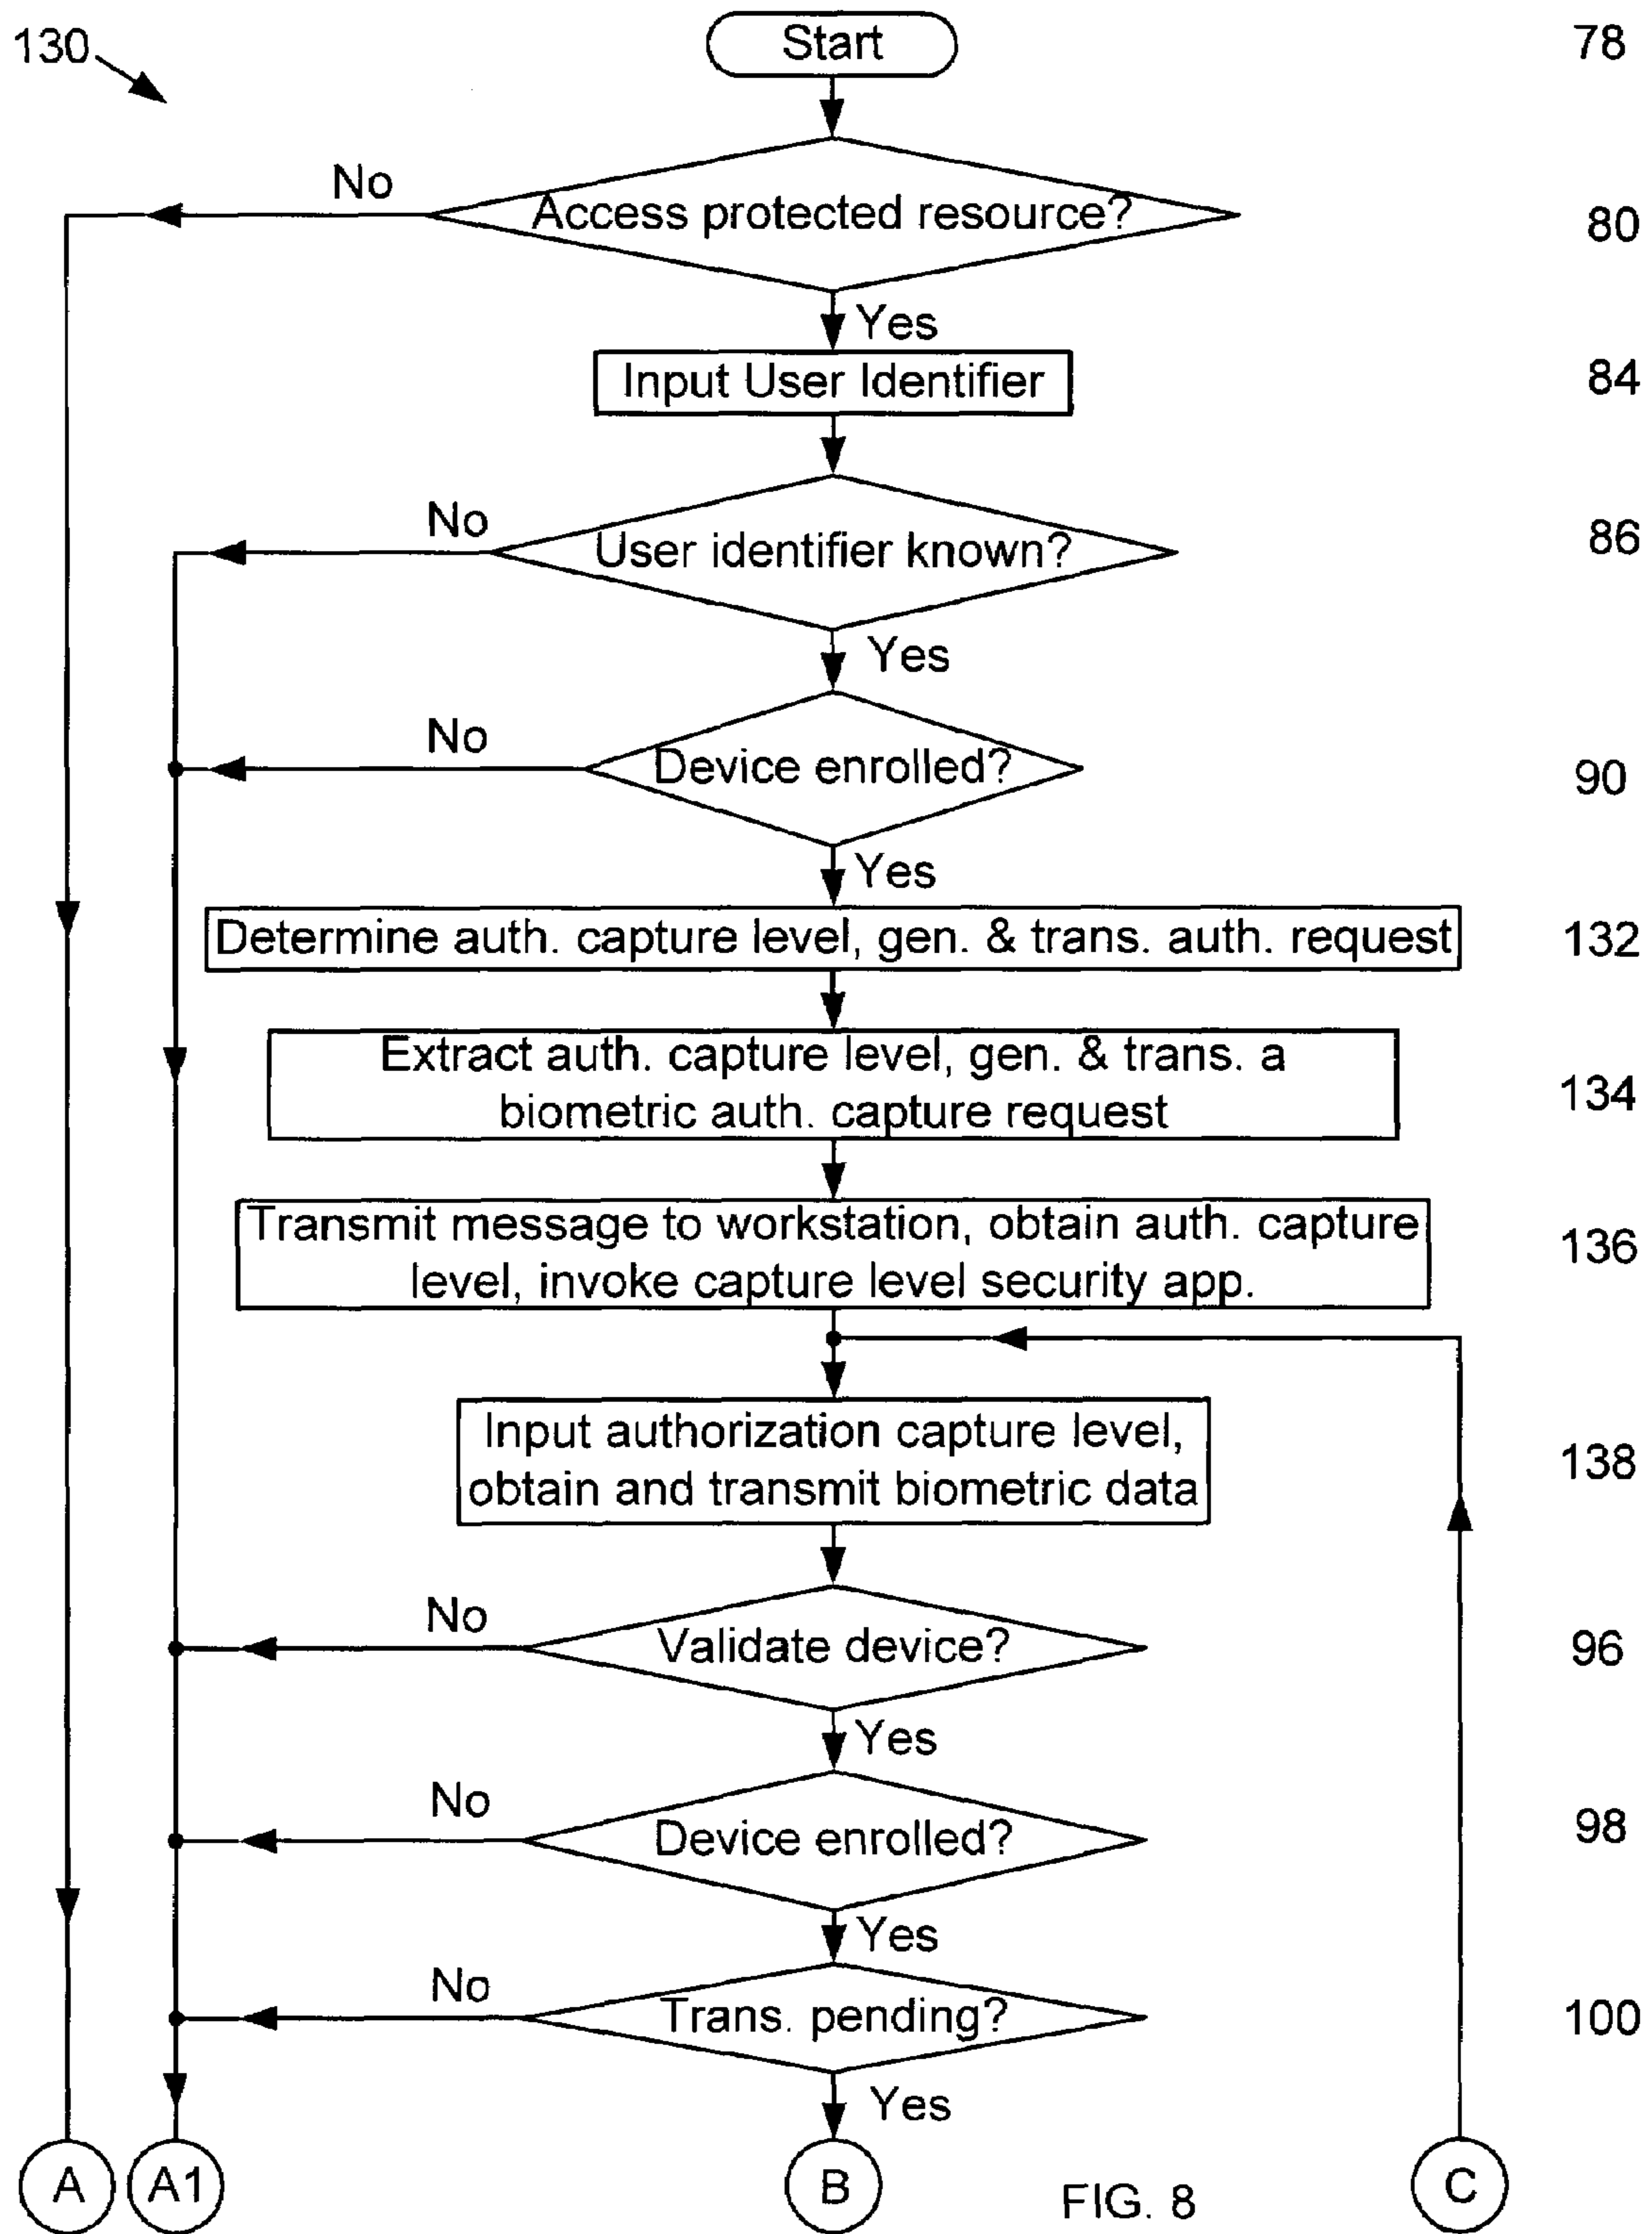 130
Start
78
No
Access protected resource?
80
Yes
Input User Identifier
84
No
User identifier known?
86
Yes
No
Device enrolled?
90
Yes
Determine auth. capture level, gen. & trans. auth. request
132
Extract auth. capture level, gen. & trans. a
biometric auth. capture request
134
Transmit message to workstation, obtain auth. capture
level, invoke capture level security app.
136
Input authorization capture level,
obtain and transmit biometric data
138
No
Validate device?
96
Yes
No
Device enrolled?
98
Yes
No
Trans. pending?
100
Yes
A
A1
B
FIG. 8
C